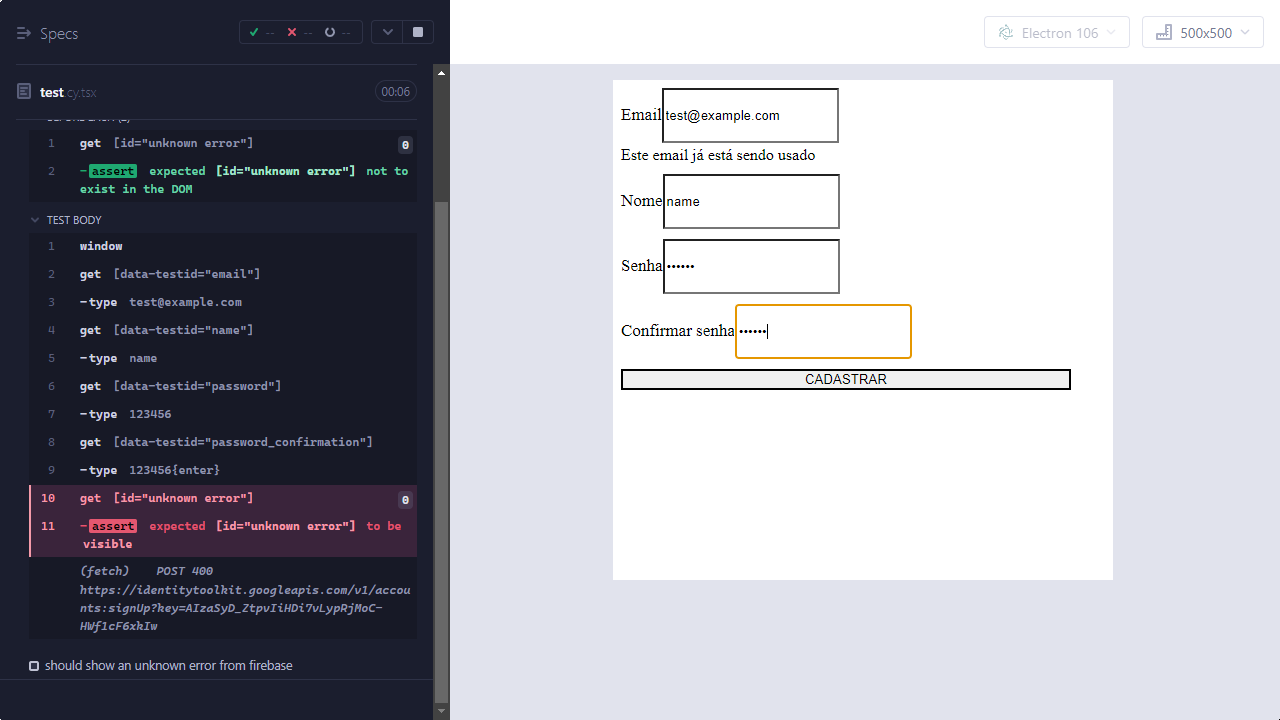 Specs
--
--
--
Electron 106
500x500
test.cy.tsx
00:06
BEFORE EACH (2)
1 get [id="unknown error"] 0
2 -assert expected [id="unknown error"] not to
exist in the DOM
TEST BODY
1 window
2 get [data-testid="email"]
3 -type test@example.com
4 get [data-testid="name"]
5 -type name
6 get [data-testid="password"]
7 -type 123456
8 get [data-testid="password_confirmation"]
9 -type 123456{enter}
10 get [id="unknown error"] 0
11 -assert expected [id="unknown error"] to be
visible
(fetch) POST 400
https://identitytoolkit.googleapis.com/v1/accou
nts:signUp?key=AIzaSyD_ZtpvIiHDi7vLypRjMoC-
HWf1cF6xkIw
should show an unknown error from firebase
Email test@example.com
Este email já está sendo usado
Nome name
Senha ••••••
Confirmar senha ••••••
CADASTRAR